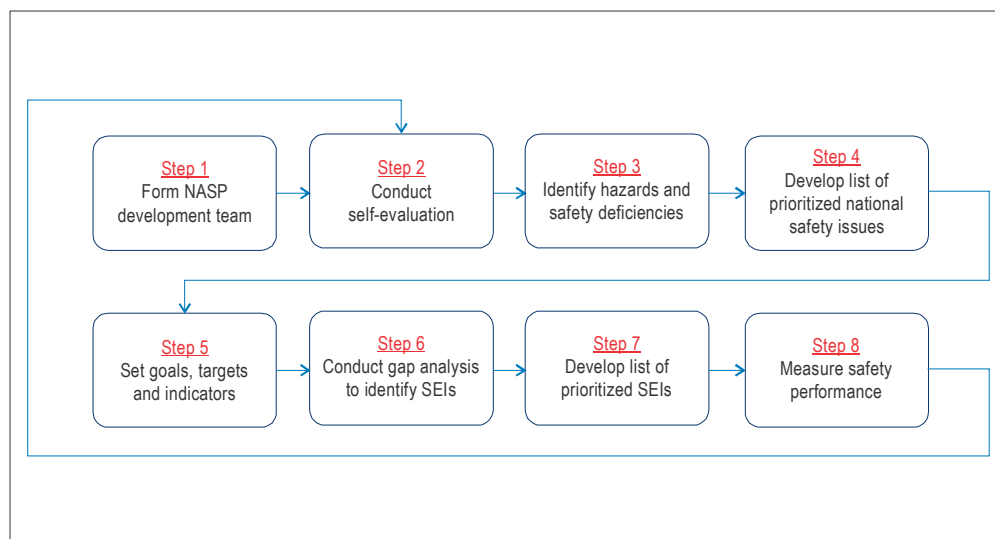 Step 1
Form NASP
development team
Step 2
Conduct
self-evaluation
Step 3
Identify hazards and
safety deficiencies
Step 4
Develop list of
prioritized national
safety issues
Step 5
Set goals, targets
and indicators
Step 6
Conduct gap analysis
to identify SEIs
Step 7
Develop list of
prioritized SEIs
Step 8
Measure safety
performance